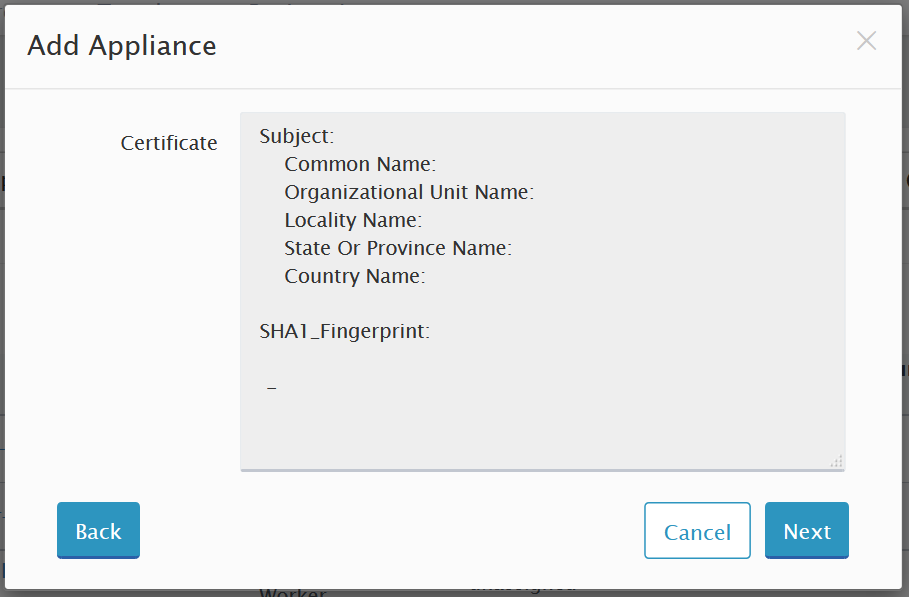 Add Appliance
Certificate
Subject:
Common Name:
Organizational Unit Name:
Locality Name:
State Or Province Name:
Country Name:
SHA1_Fingerprint:
_
Back
Cancel
Next
Worker